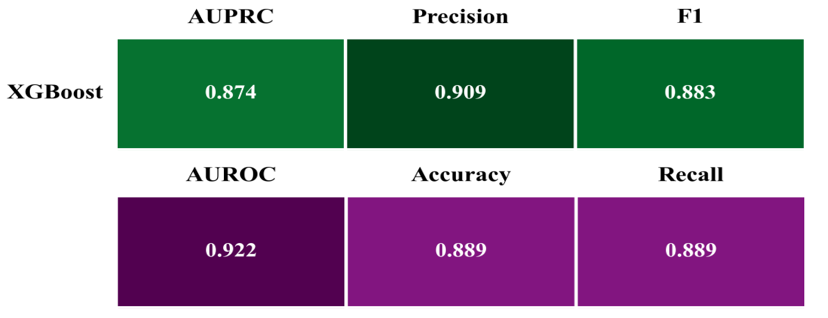 AUPRC Precision F1
XGBoost 0.874 0.909 0.883
AUROC Accuracy Recall
0.922 0.889 0.889